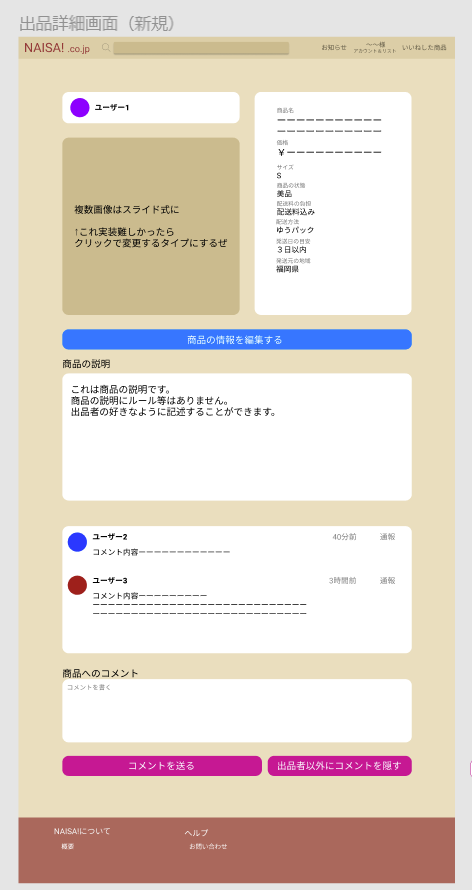 出品詳細画面（新規）
NAISA! .co.jp
お知らせ
〜〜様
アカウント&リスト
いいねした商品
ユーザー1
複数画像はスライド式に
↑これ実装難しかったら
クリックで変更するタイプにするぜ
商品名
ーーーーーーーーーーー
ーーーーーーーーーーー
価格
￥ーーーーーーーーーー
サイズ
S
商品の状態
美品
配送料の負担
配送料込み
配送方法
ゆうパック
発送日の目安
３日以内
発送元の地域
福岡県
商品の情報を編集する
商品の説明
これは商品の説明です。
商品の説明にルール等はありません。
出品者の好きなように記述することができます。
ユーザー2
40分前
通報
コメント内容ーーーーーーーーーーーー
ユーザー3
3時間前
通報
コメント内容ーーーーーーーーー
ーーーーーーーーーーーーーーーーーーーーーーーーーーーー
ーーーーーーーーーーーーーーーーーーーーーーーーーーーー
商品へのコメント
コメントを書く
コメントを送る
出品者以外にコメントを隠す
NAISA!について
ヘルプ
概要
お問い合わせ